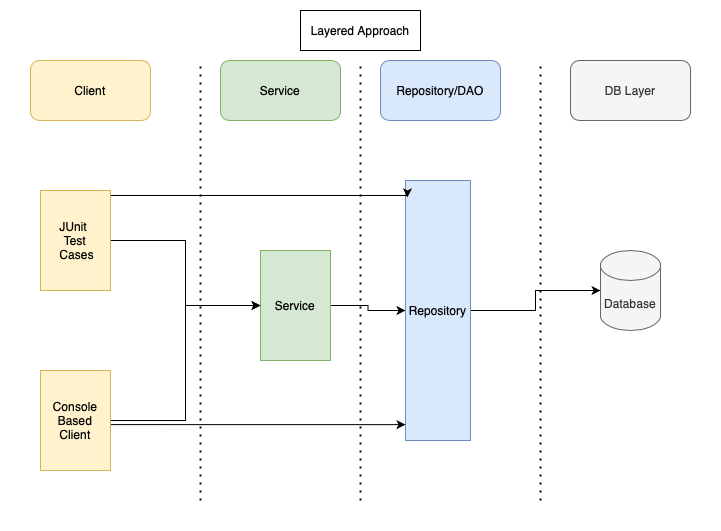 Layered Approach
Client
Service
Repository/DAO
DB Layer
JUnit
Test
Cases
Service
Repository
Database
Console
Based
Client